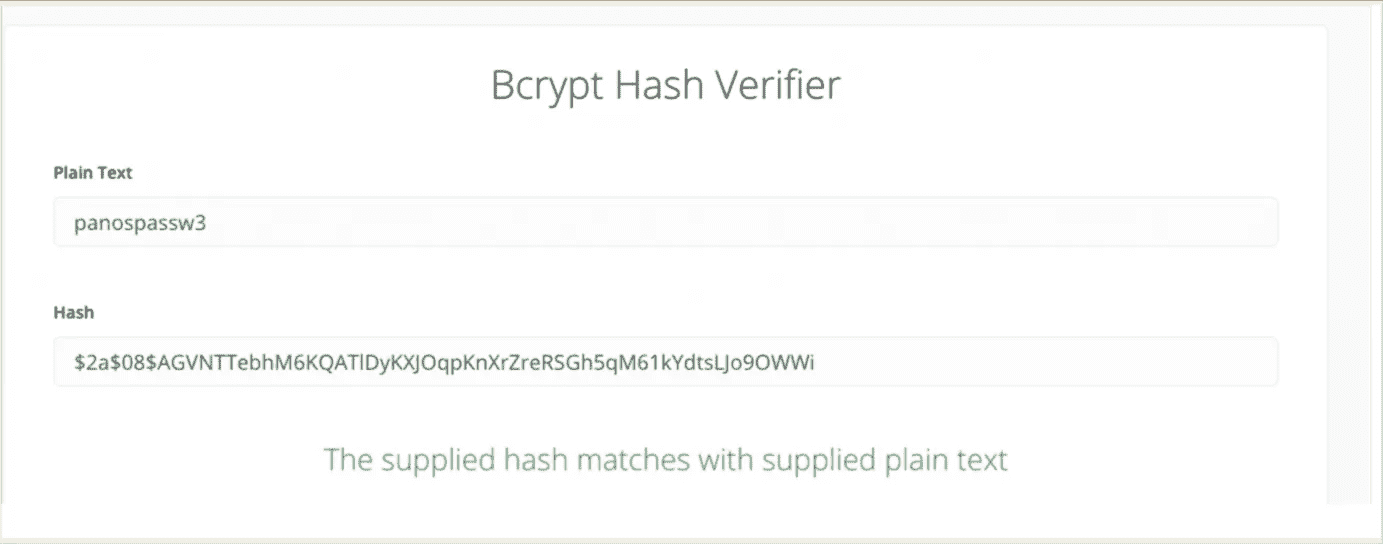 Bcrypt Hash Verifier
Plain Text
panospassw3
Hash
$2a$08$AGVNTTebhM6KQATlDyKXJOqpKnXrZreRSGh5qM61kYdtsLJo9OWWi
The supplied hash matches with supplied plain text